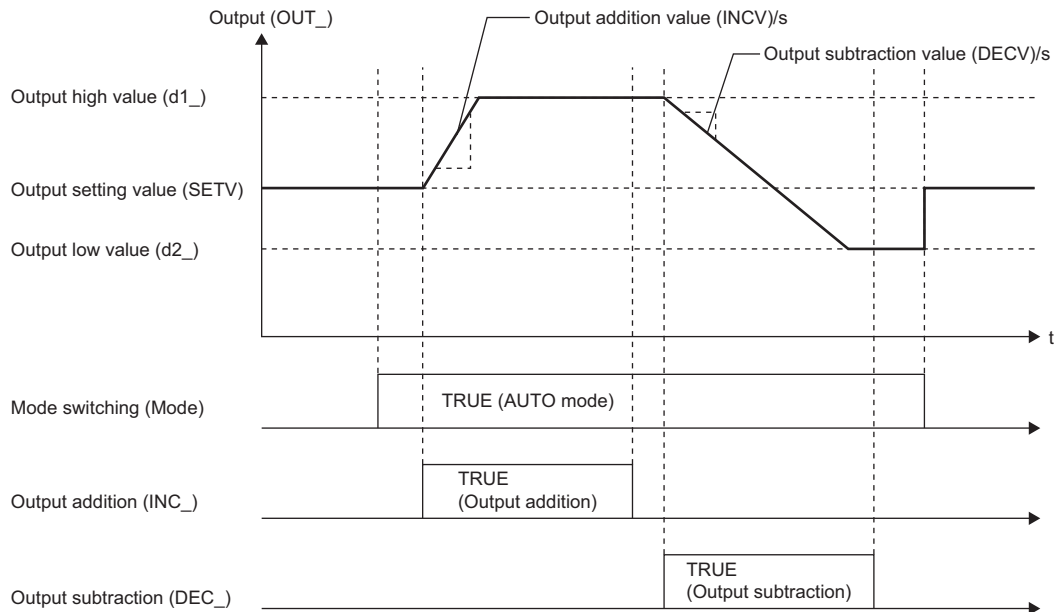 Output (OUT_)
Output addition value (INCV)/s
Output subtraction value (DECV)/s
Output high value (d1_)
Output setting value (SETV)
Output low value (d2_)
t
Mode switching (Mode)
TRUE (AUTO mode)
Output addition (INC_)
TRUE
(Output addition)
Output subtraction (DEC_)
TRUE
(Output subtraction)